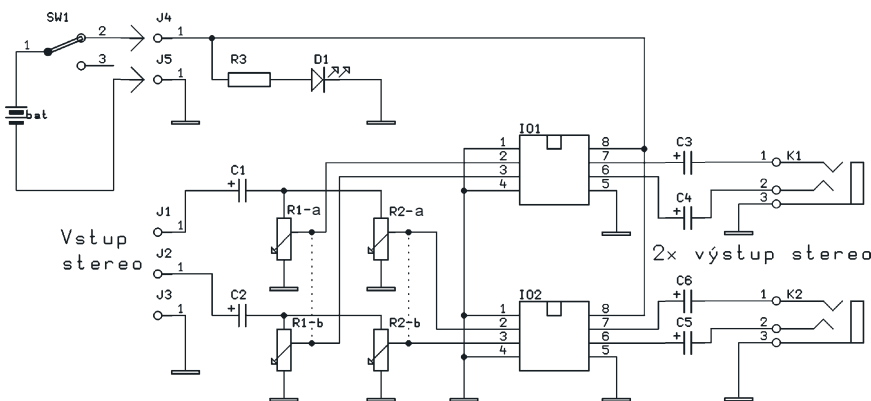 SW1
1
2
3
bat
J4
1
J5
1
R3
D1
IO1
1
2
3
4
8
7
6
5
C3
+
1
K1
C4
+
2
3
C1
+
R1-a
R2-a
J1
1
Vstup
stereo
J2
1
2x výstup stereo
J3
1
C2
+
R1-b
R2-b
IO2
1
2
3
4
8
7
6
5
C6
+
1
K2
C5
+
2
3